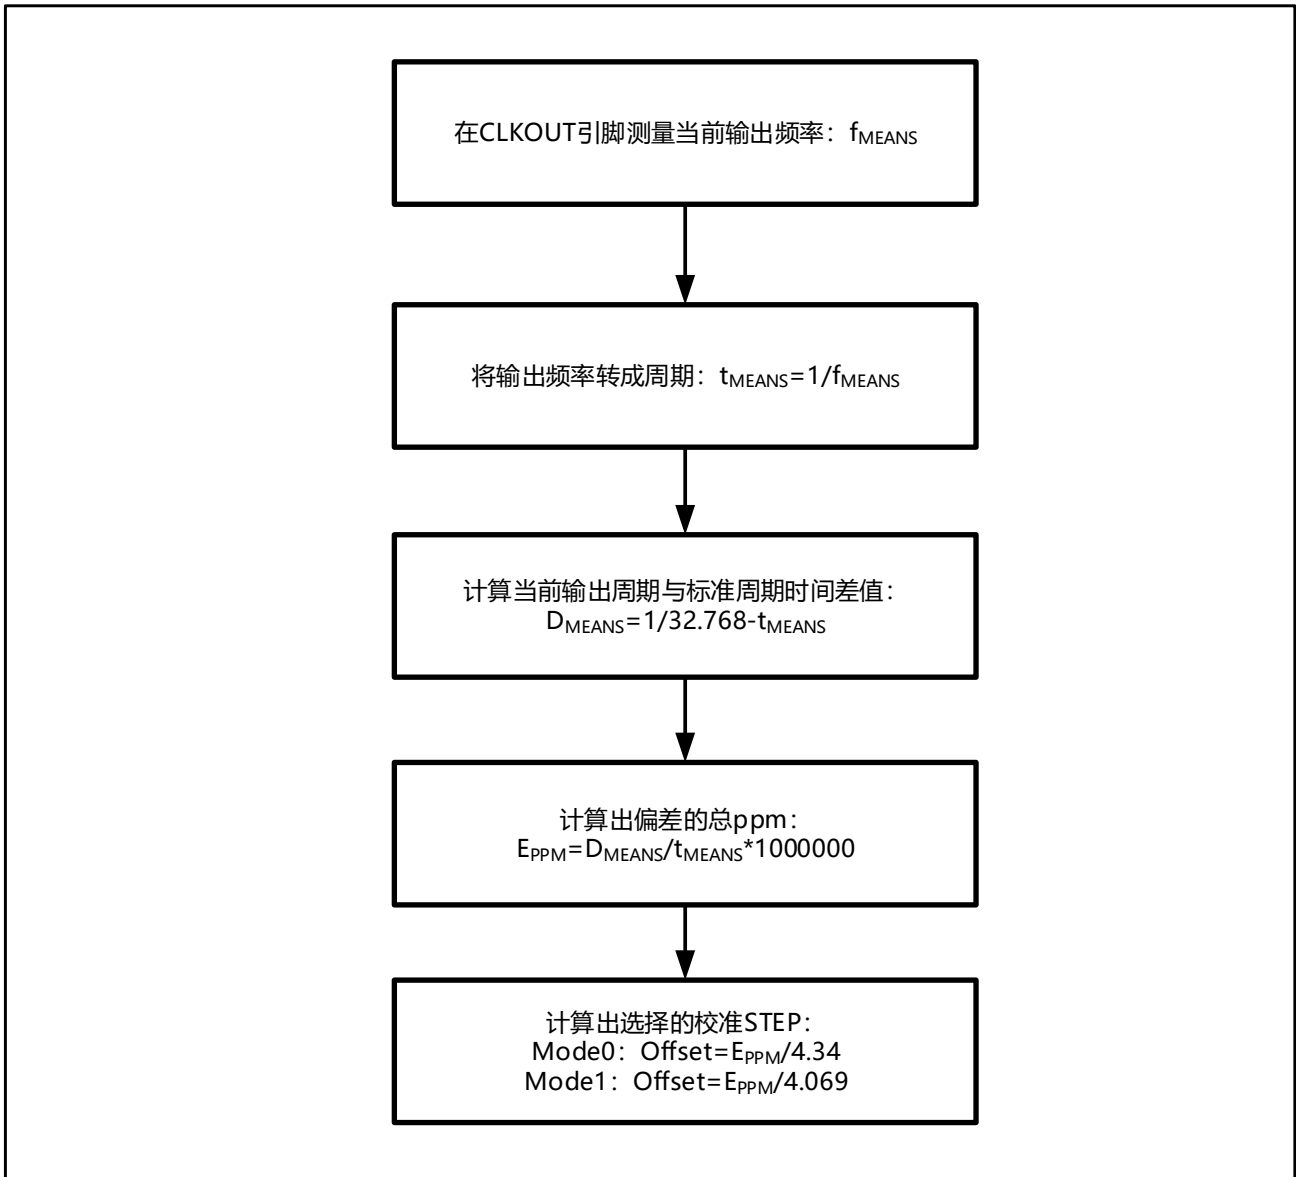 在CLKOUT引脚测量当前输出频率：fMEANS
将输出频率转成周期：tMEANS=1/fMEANS
计算当前输出周期与标准周期时间差值：
DMEANS=1/32.768-tMEANS
计算出偏差的总ppm：
EPPM=DMEANS/tMEANS*1000000
计算出选择的校准STEP：
Mode0：Offset=EPPM/4.34
Mode1：Offset=EPPM/4.069